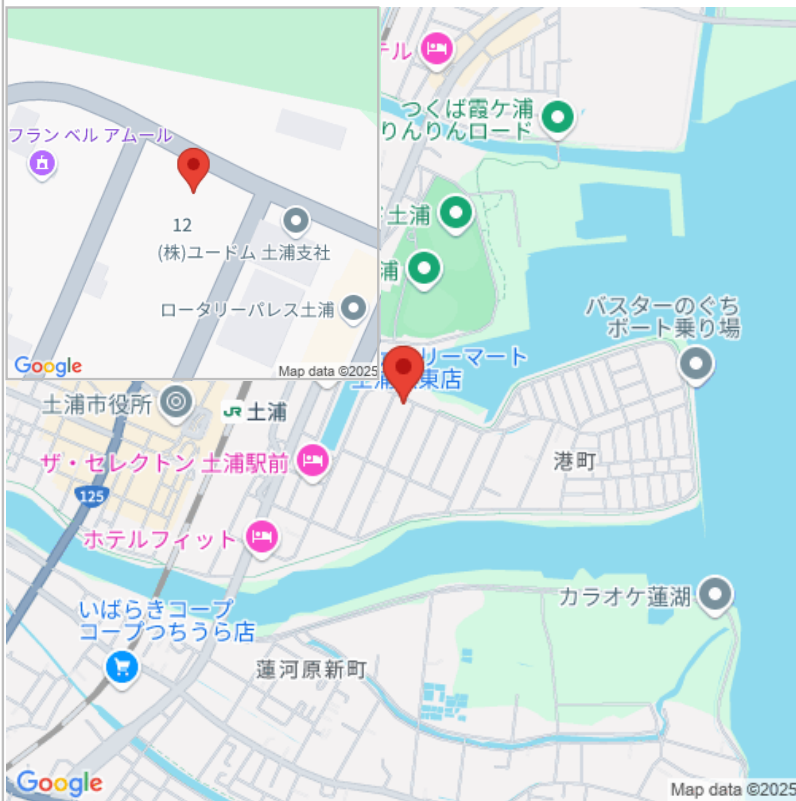 フラン ベル アムール
12
(株)ユードム 土浦支社
ロータリーパレス土浦
Google
Map data ©2025
テル
つくば霞ケ浦
りんりんロード
土浦
浦
バスターのぐち
ボート乗り場
リーマート
東店
土浦市役所
JR 土浦
ザ・セレクトン 土浦駅前
125
港町
ホテルフィット
カラオケ蓮湖
いばらきコープ
コープつちうら店
蓮河原新町
Google
Map data ©2025